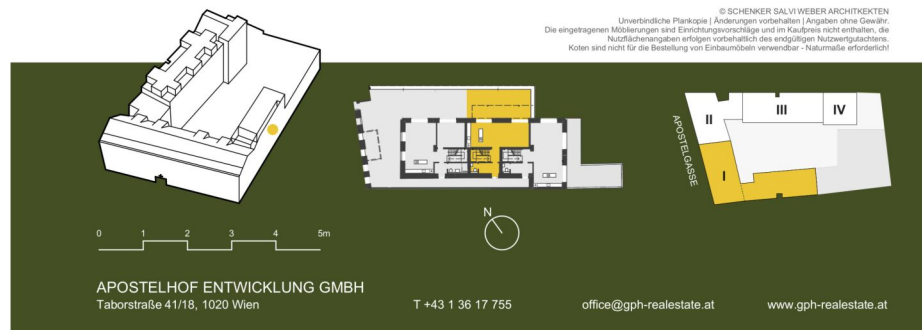 © SCHENKER SALVI WEBER ARCHITKEKTEN
Unverbindliche Plankopie | Änderungen vorbehalten | Angaben ohne Gewähr.
Die eingetragenen Möblierungen sind Einrichtungsvorschläge und im Kaufpreis nicht enthalten, die
Nutzflächenangaben erfolgen vorbehaltlich des endgültigen Nutzwertgutachtens.
Koten sind nicht für die Bestellung von Einbaumöbeln verwendbar - Naturmaße erforderlich!
II
III
IV
APOSTELGASSE
I
N
0 1 2 3 4 5m
APOSTELHOF ENTWICKLUNG GMBH
Taborstraße 41/18, 1020 Wien
T +43 1 36 17 755
office@gph-realestate.at
www.gph-realestate.at